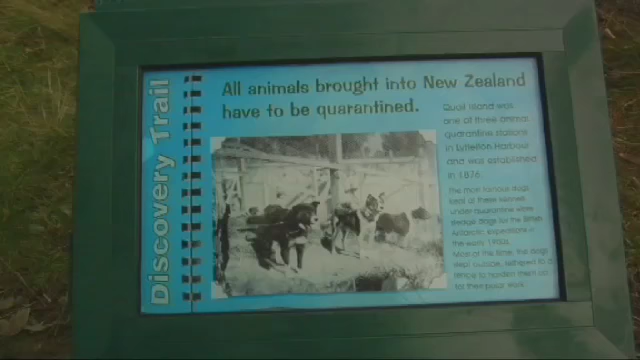 Discovery Trail
All animals brought into New Zealand
have to be quarantined.
Quail Island was
one of three animal
quarantine stations
in Lyttelton Harbour
and was established
in 1876.
The most famous dogs
kept at these kennels
under quarantine were
sledge dogs for the British
Antarctic expeditions in
the early 1900s.
Most of the time, the dogs
slept outside, tethered to a
fence to harden them up
for their polar work.